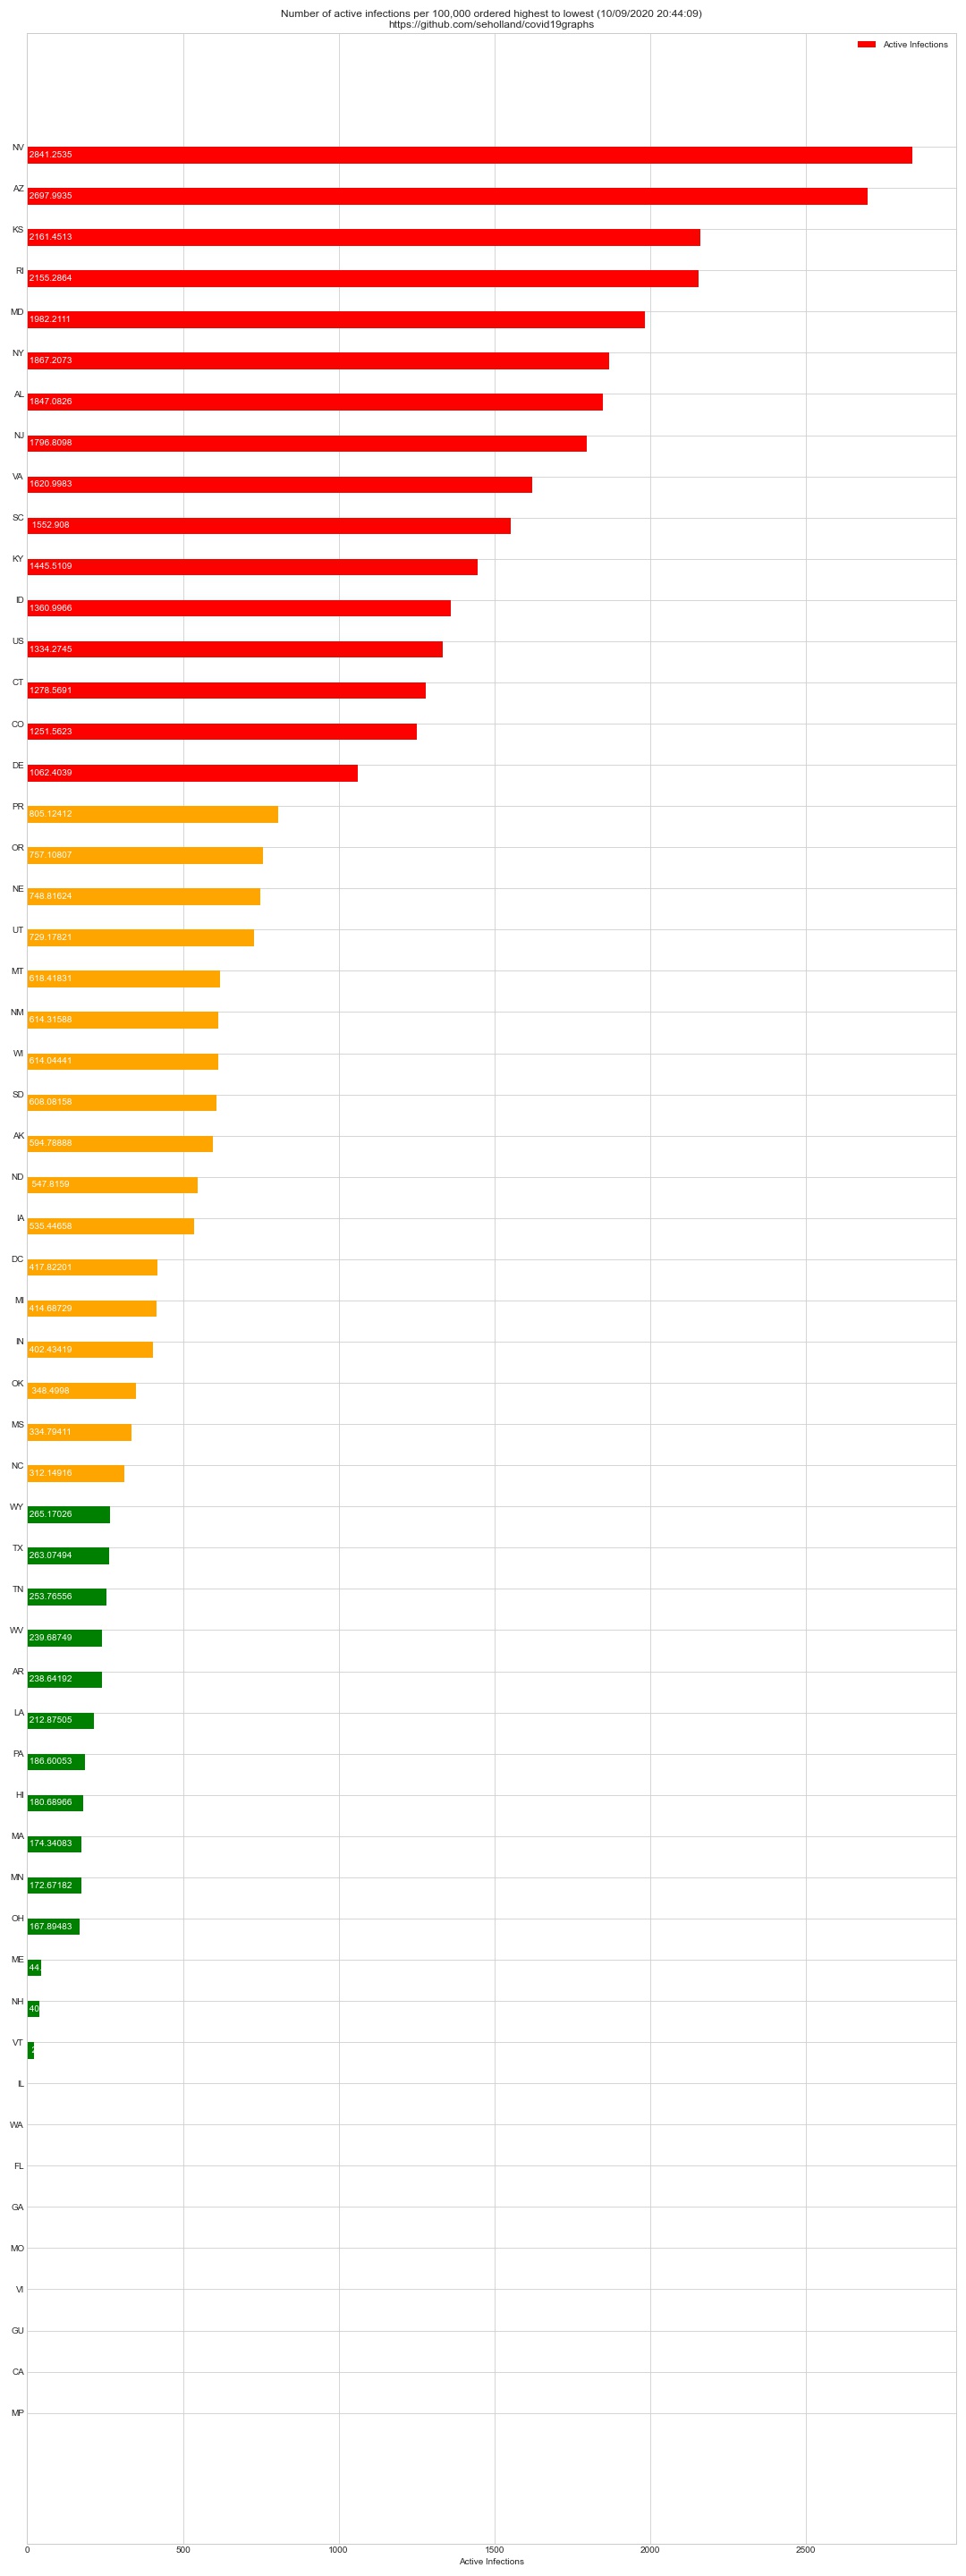 Number of active infections per 100,000 ordered highest to lowest (10/09/2020 20:44:09)
https://github.com/seholland/covid19graphs
Active Infections
NV 2841.2535
AZ 2697.9935
KS 2161.4513
RI 2155.2864
MD 1982.2111
NY 1867.2073
AL 1847.0826
NJ 1796.8098
VA 1620.9983
SC 1552.908
KY 1445.5109
ID 1360.9966
US 1334.2745
CT 1278.5691
CO 1251.5623
DE 1062.4039
PR 805.12412
OR 757.10807
NE 748.81624
UT 729.17821
MT 618.41831
NM 614.31588
WI 614.04441
SD 608.08158
AK 594.78888
ND 547.8159
IA 535.44658
DC 417.82201
MI 414.68729
IN 402.43419
OK 348.4998
MS 334.79411
NC 312.14916
WY 265.17026
TX 263.07494
TN 253.76556
WV 239.68749
AR 238.64192
LA 212.87505
PA 186.60053
HI 180.68966
MA 174.34083
MN 172.67182
OH 167.89483
ME 44.
NH 40
VT
IL
WA
FL
GA
MO
VI
GU
CA
MP
0 500 1000 1500 2000 2500
Active Infections